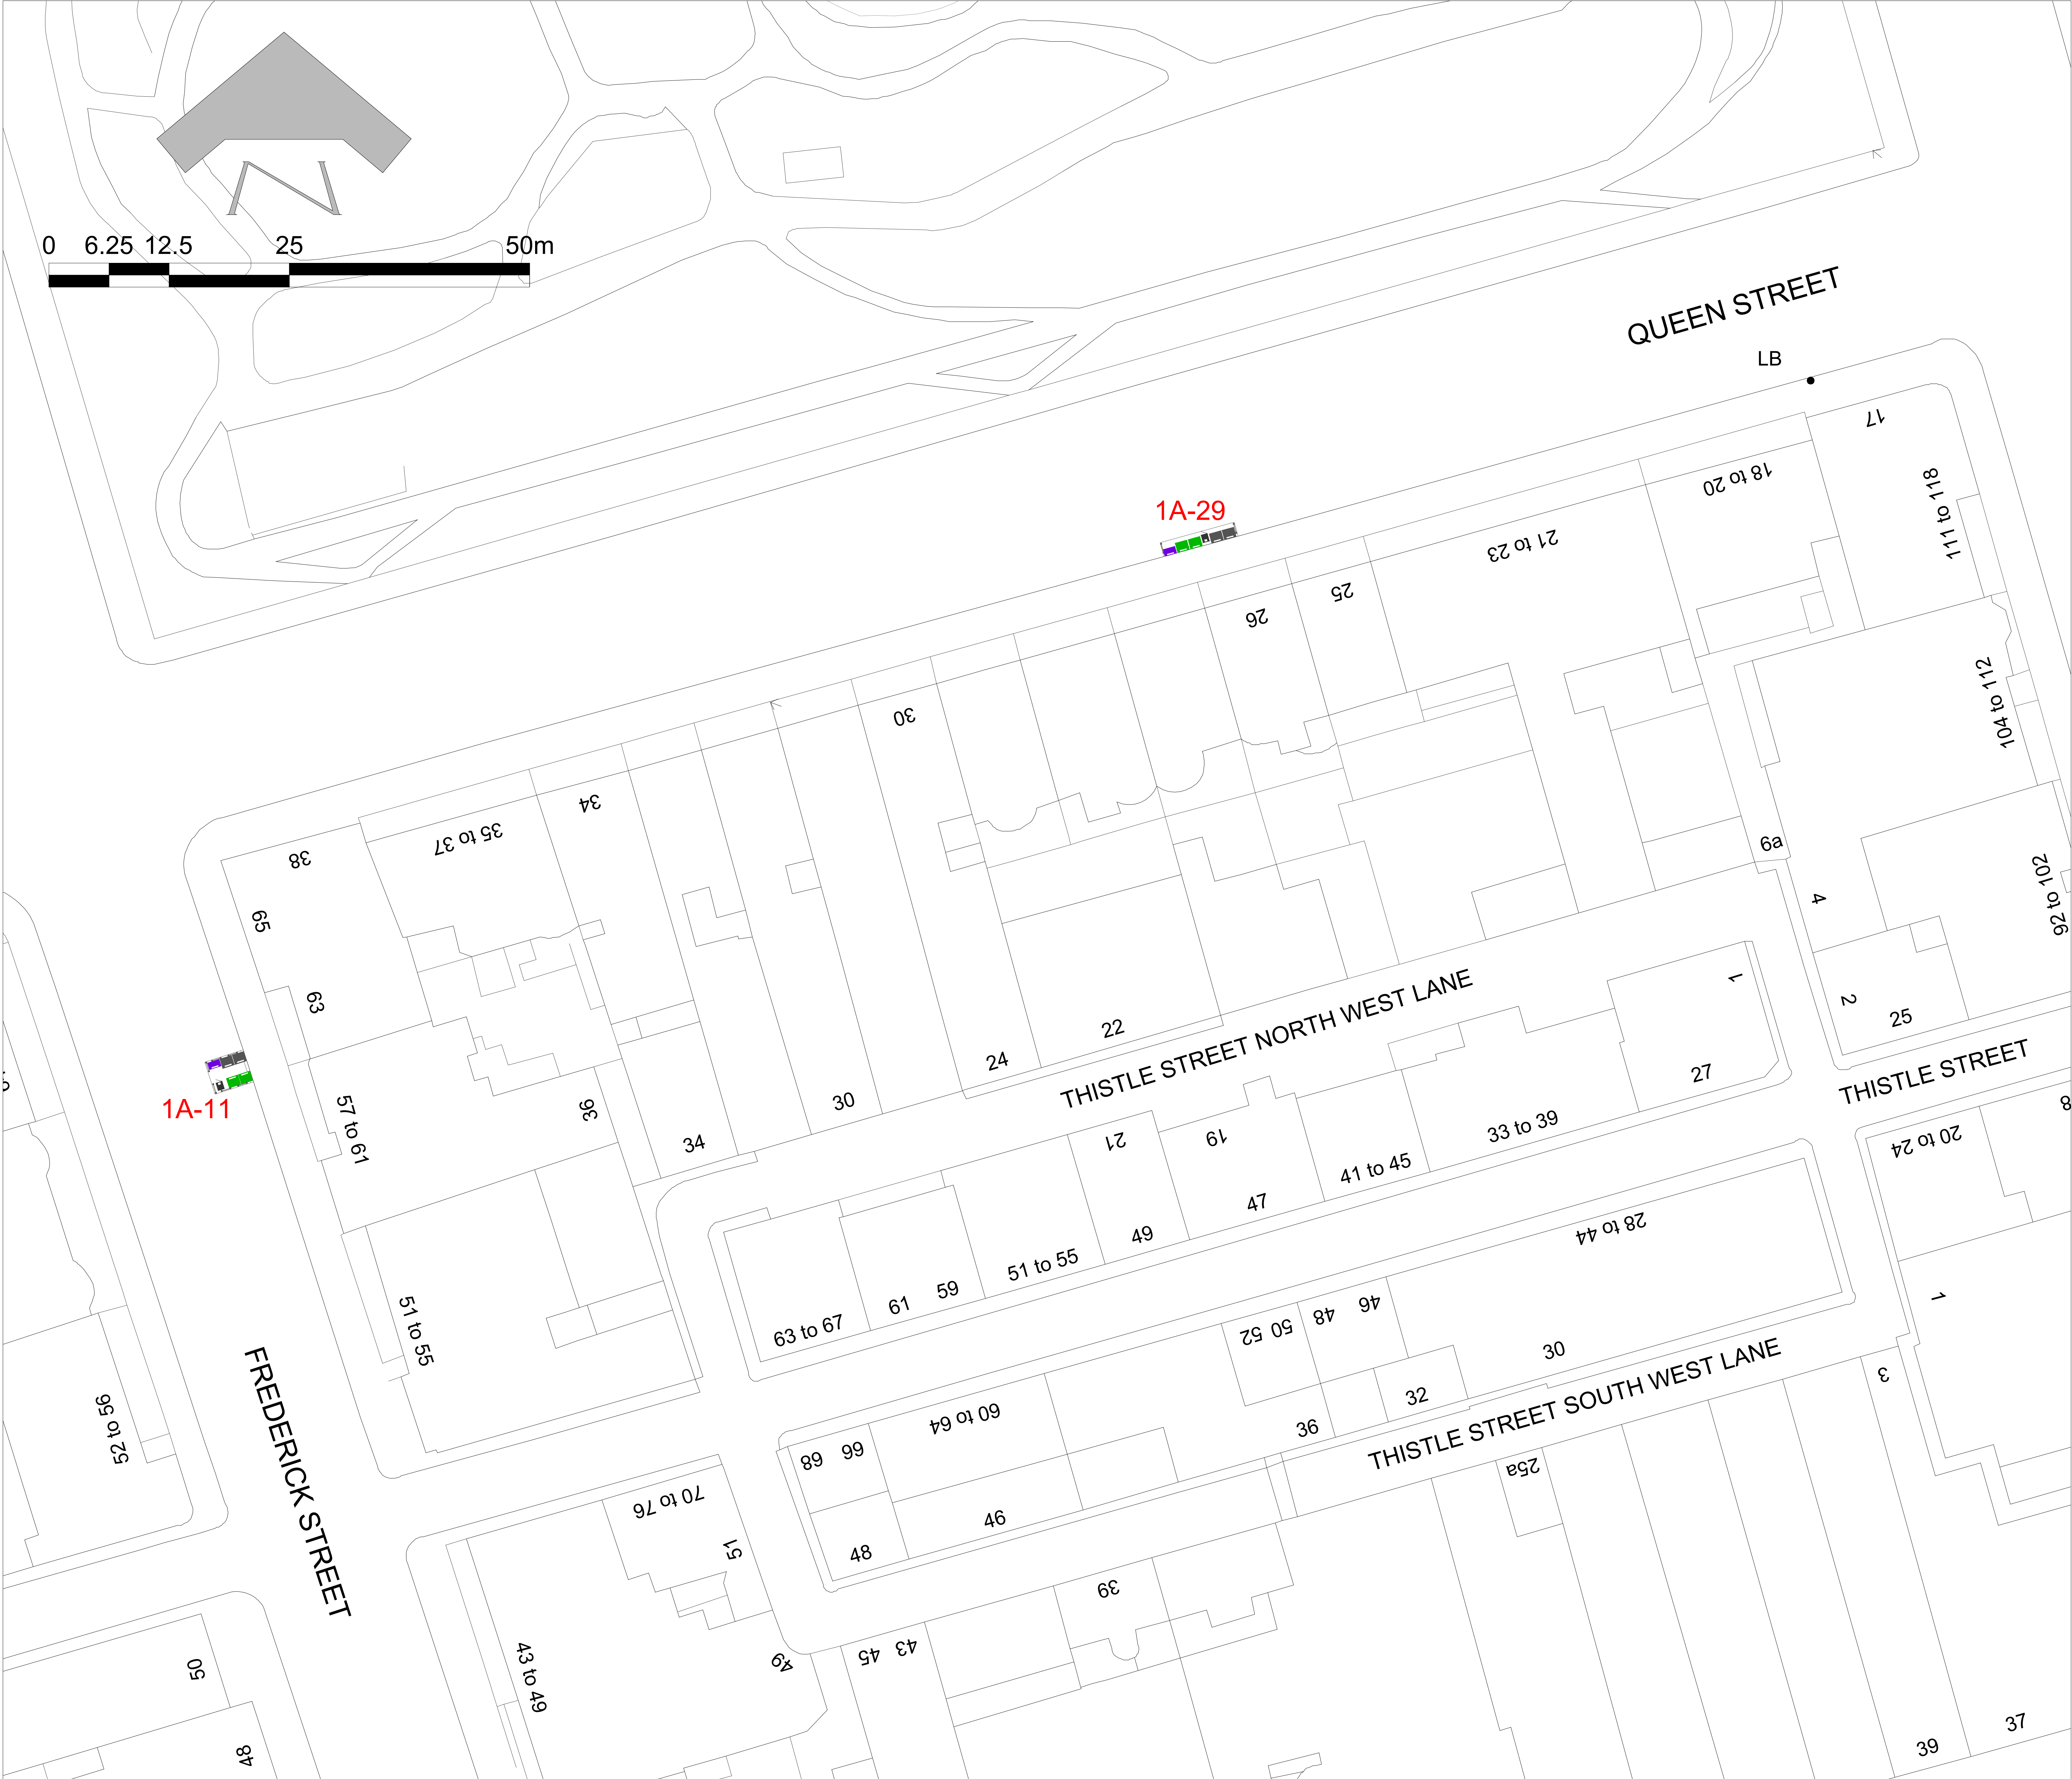 N
0 6.25 12.5 25 50m
QUEEN STREET
LB
17
18 to 20
111 to 118
1A-29
21 to 23
25
26
104 to 112
30
34
35 to 37
38
6a
65
4
92 to 102
63
2
25
22
24
THISTLE STREET NORTH WEST LANE
1
THISTLE STREET
27
1A-11
36
30
57 to 61
34
21
19
33 to 39
20 to 24
8
41 to 45
47
49
28 to 44
51 to 55
59
61
63 to 67
51 to 55
1
46
48
50
52
30
3
32
THISTLE STREET SOUTH WEST LANE
FREDERICK STREET
52 to 56
60 to 64
36
66
68
25a
70 to 76
46
51
48
39
43
45
49
50
43 to 49
48
37
39